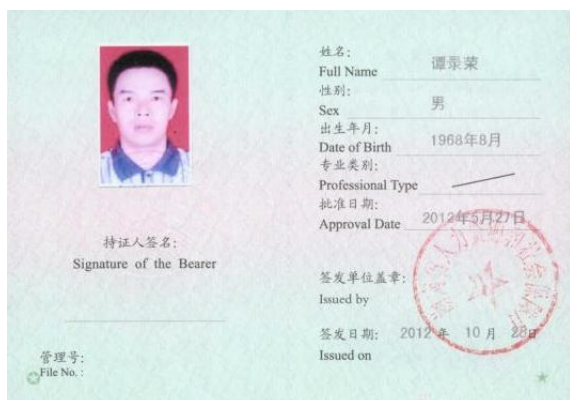 姓名:
Full Name 谭录荣
性别:
Sex 男
出生年月:
Date of Birth 1968年8月
专业类别:
Professional Type
批准日期:
Approval Date 2012年5月27日
持证人签名:
Signature of the Bearer
签发单位盖章:
Issued by
签发日期: 2012 年 10 月 28日
Issued on
管理号:
File No. :